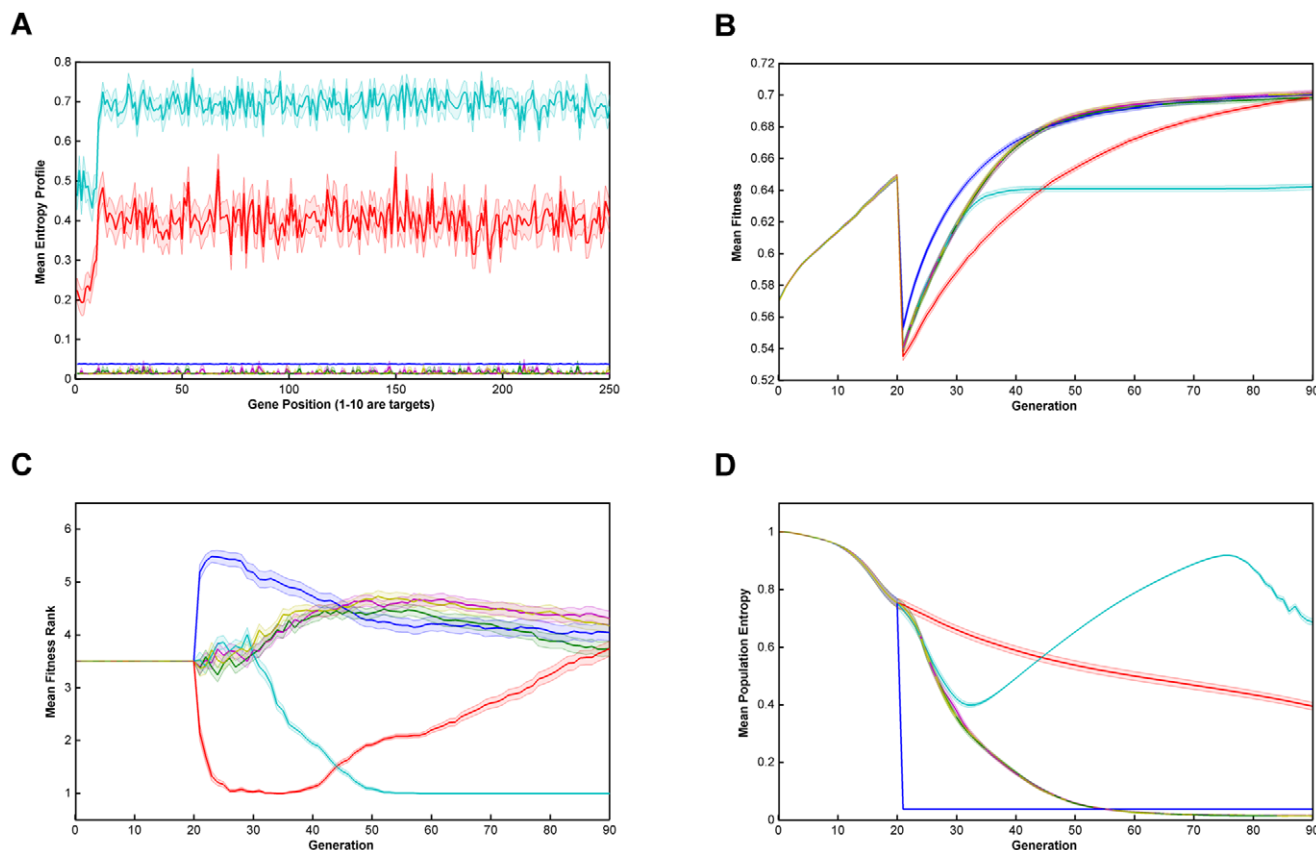 A
0.8
0.7
0.6
0.5
0.4
0.3
0.2
0.1
0
Mean Entropy Profile
0 50 100 150 200 250
Gene Position (1-10 are targets)
B
0.72
0.7
0.68
0.66
0.64
0.62
0.6
0.58
0.56
0.54
0.52
Mean Fitness
0 10 20 30 40 50 60 70 80 90
Generation
C
6
5
4
3
2
1
Mean Fitness Rank
0 10 20 30 40 50 60 70 80 90
Generation
D
1
0.8
0.6
0.4
0.2
0
Mean Population Entropy
0 10 20 30 40 50 60 70 80 90
Generation